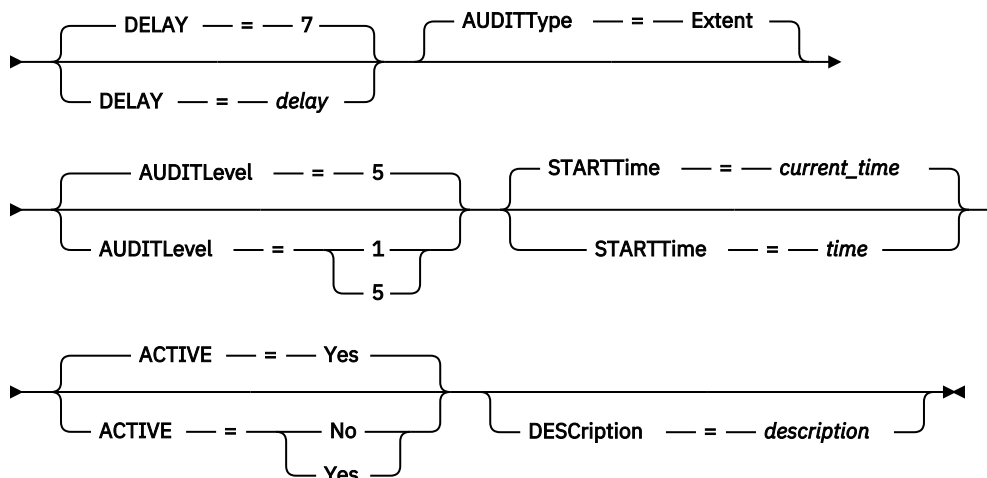 DELAY = 7 AUDITType = Extent
DELAY = delay
AUDITLevel = 5 STARTTime = current_time
AUDITLevel = 1 STARTTime = time
5
ACTIVE = Yes
ACTIVE = No DESCription = description
Yes